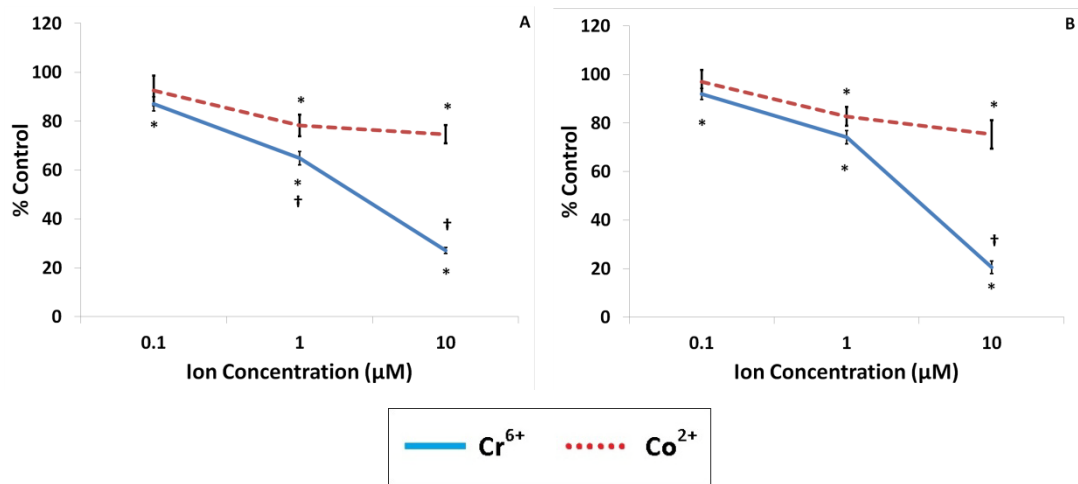 A
120
100
80
60
40
20
0
% Control
* * *
*
* †
† *
0.1 1 10
Ion Concentration (µM)
B
120
100
80
60
40
20
0
% Control
* *
*
*
† *
0.1 1 10
Ion Concentration (µM)
Cr⁶⁺ Co²⁺